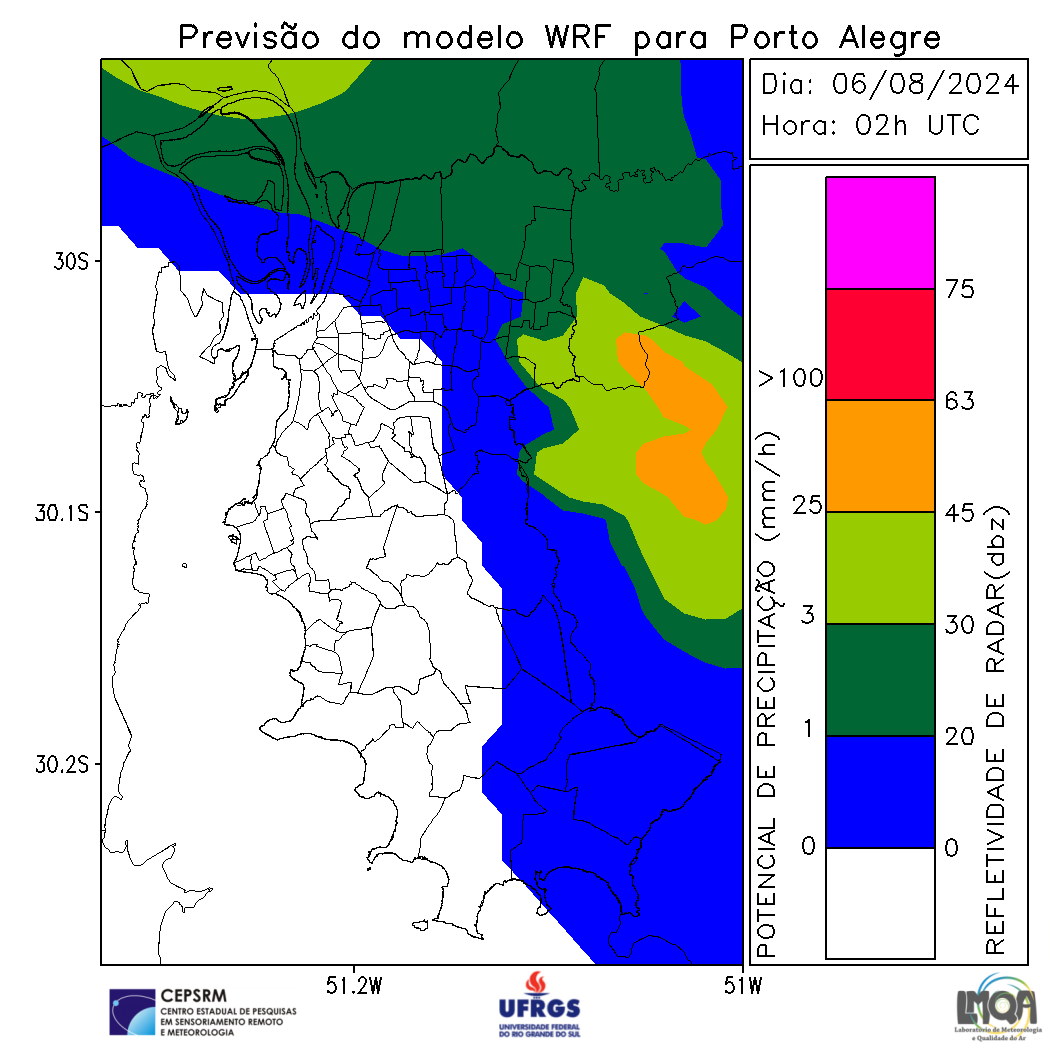 Previsão do modelo WRF para Porto Alegre
Dia: 06/08/2024
Hora: 02h UTC
30S
30.1S
30.2S
51.2W
51W
POTENCIAL DE PRECIPITAÇÃO (mm/h)
>100
25
3
1
0
75
63
45
30
20
0
REFLETIVIDADE DE RADAR(dbz)
CEPSRM
CENTRO ESTADUAL DE PESQUISAS
EM SENSORIAMENTO REMOTO
E METEOROLOGIA
UFRGS
UNIVERSIDADE FEDERAL
DO RIO GRANDE DO SUL
LMQA
Laboratório de Meteorologia
e Qualidade do Ar